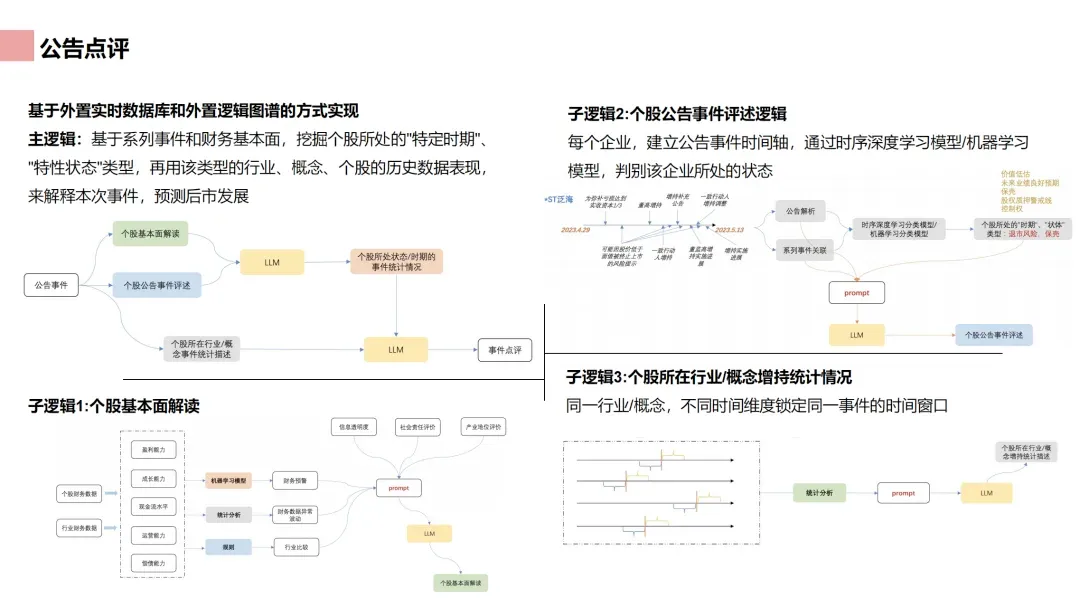 公告点评
基于外置实时数据库和外置逻辑图谱的方式实现
主逻辑：基于系列事件和财务基本面，挖掘个股所处的"特定时期"、
"特性状态"类型，再用该类型的行业、概念、个股的历史数据表现，
来解释本次事件，预测后市发展
公告事件
个股基本面解读
个股公告事件评述
个股所在行业/概
念事件统计描述
LLM
个股所处状态/时期的
事件统计情况
LLM
事件点评
子逻辑1:个股基本面解读
个股财务数据
行业财务数据
盈利能力
成长能力
现金流水平
运营能力
偿债能力
机器学习模型
统计分析
规则
财务预警
财务数据异常
波动
行业比较
信息透明度
社会责任评价
产业地位评价
prompt
LLM
个股基本面解读
子逻辑2:个股公告事件评述逻辑
每个企业，建立公告事件时间轴，通过时序深度学习模型/机器学习
模型，判别该企业所处的状态
*ST泛海
为弥补亏损达到
实收资本1/3
董高增持
增持补充
公告
一致行动人
增持调整
2023.4.29
2023.5.13
可能因股价低于
面值被终止上市
的风险提示
一致行动
人增持
董监高增
持实施进
展
增持实施
进展
公告解析
系列事件关联
时序深度学习分类模型/
机器学习分类模型
价值低估
未来业绩良好预期
保壳
股权质押警戒线
控制权
个股所处的"时期"、"状体"
类型：退市风险、保壳
prompt
LLM
个股公告事件评述
子逻辑3:个股所在行业/概念增持统计情况
同一行业/概念，不同时间维度锁定同一事件的时间窗口
统计分析
prompt
LLM
个股所在行业/概
念增持统计描述